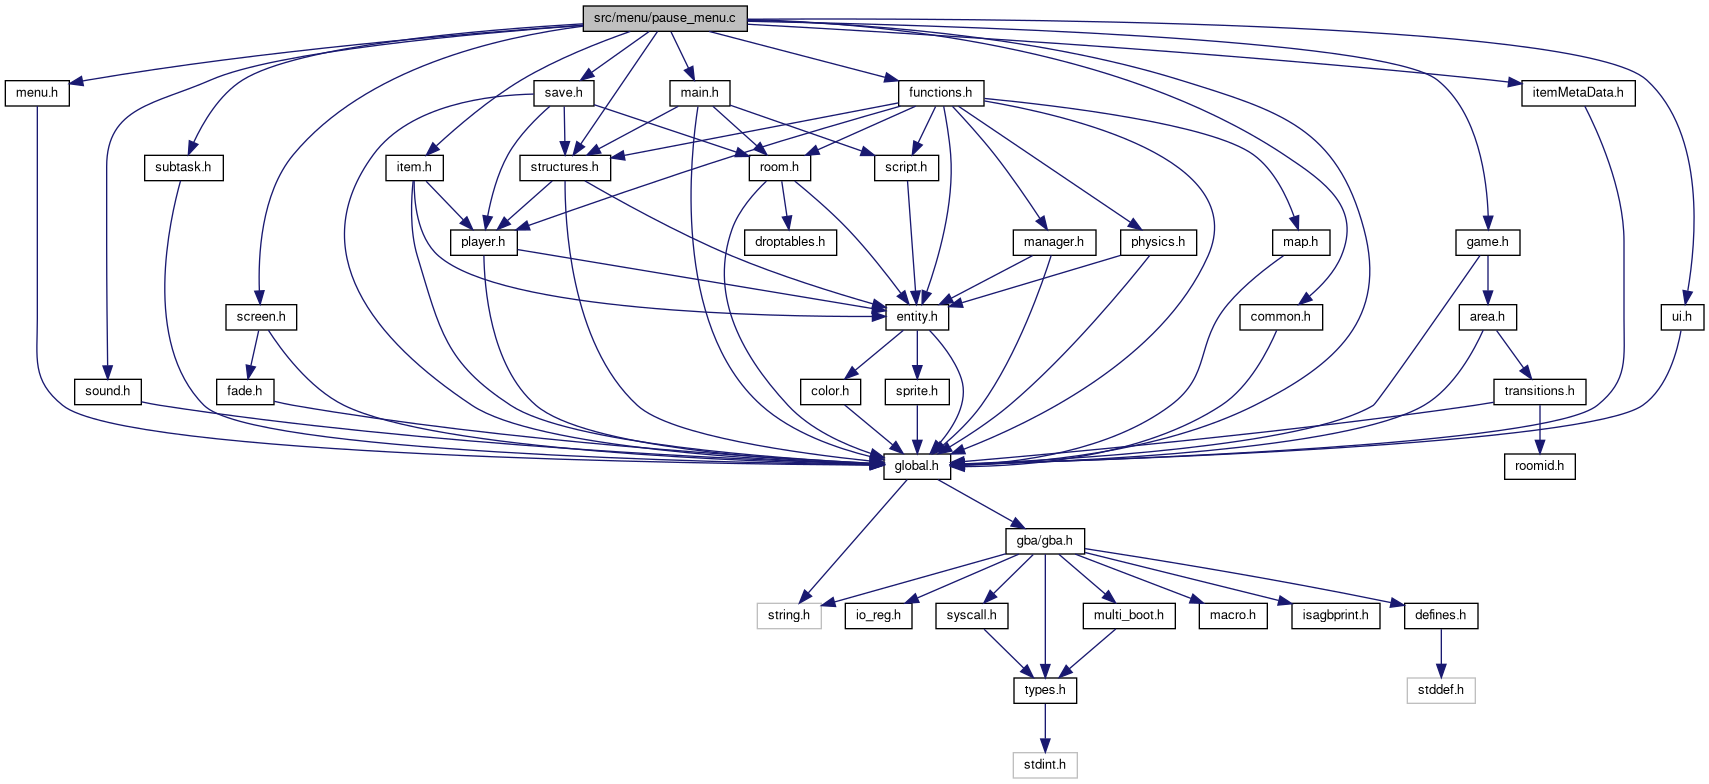 src/menu/pause_menu.c
menu.h
save.h
main.h
functions.h
itemMetaData.h
subtask.h
item.h
structures.h
room.h
script.h
player.h
droptables.h
manager.h
physics.h
map.h
game.h
screen.h
entity.h
common.h
area.h
ui.h
sound.h
fade.h
color.h
sprite.h
transitions.h
global.h
roomid.h
gba/gba.h
string.h
io_reg.h
syscall.h
multi_boot.h
macro.h
isagbprint.h
defines.h
types.h
stddef.h
stdint.h